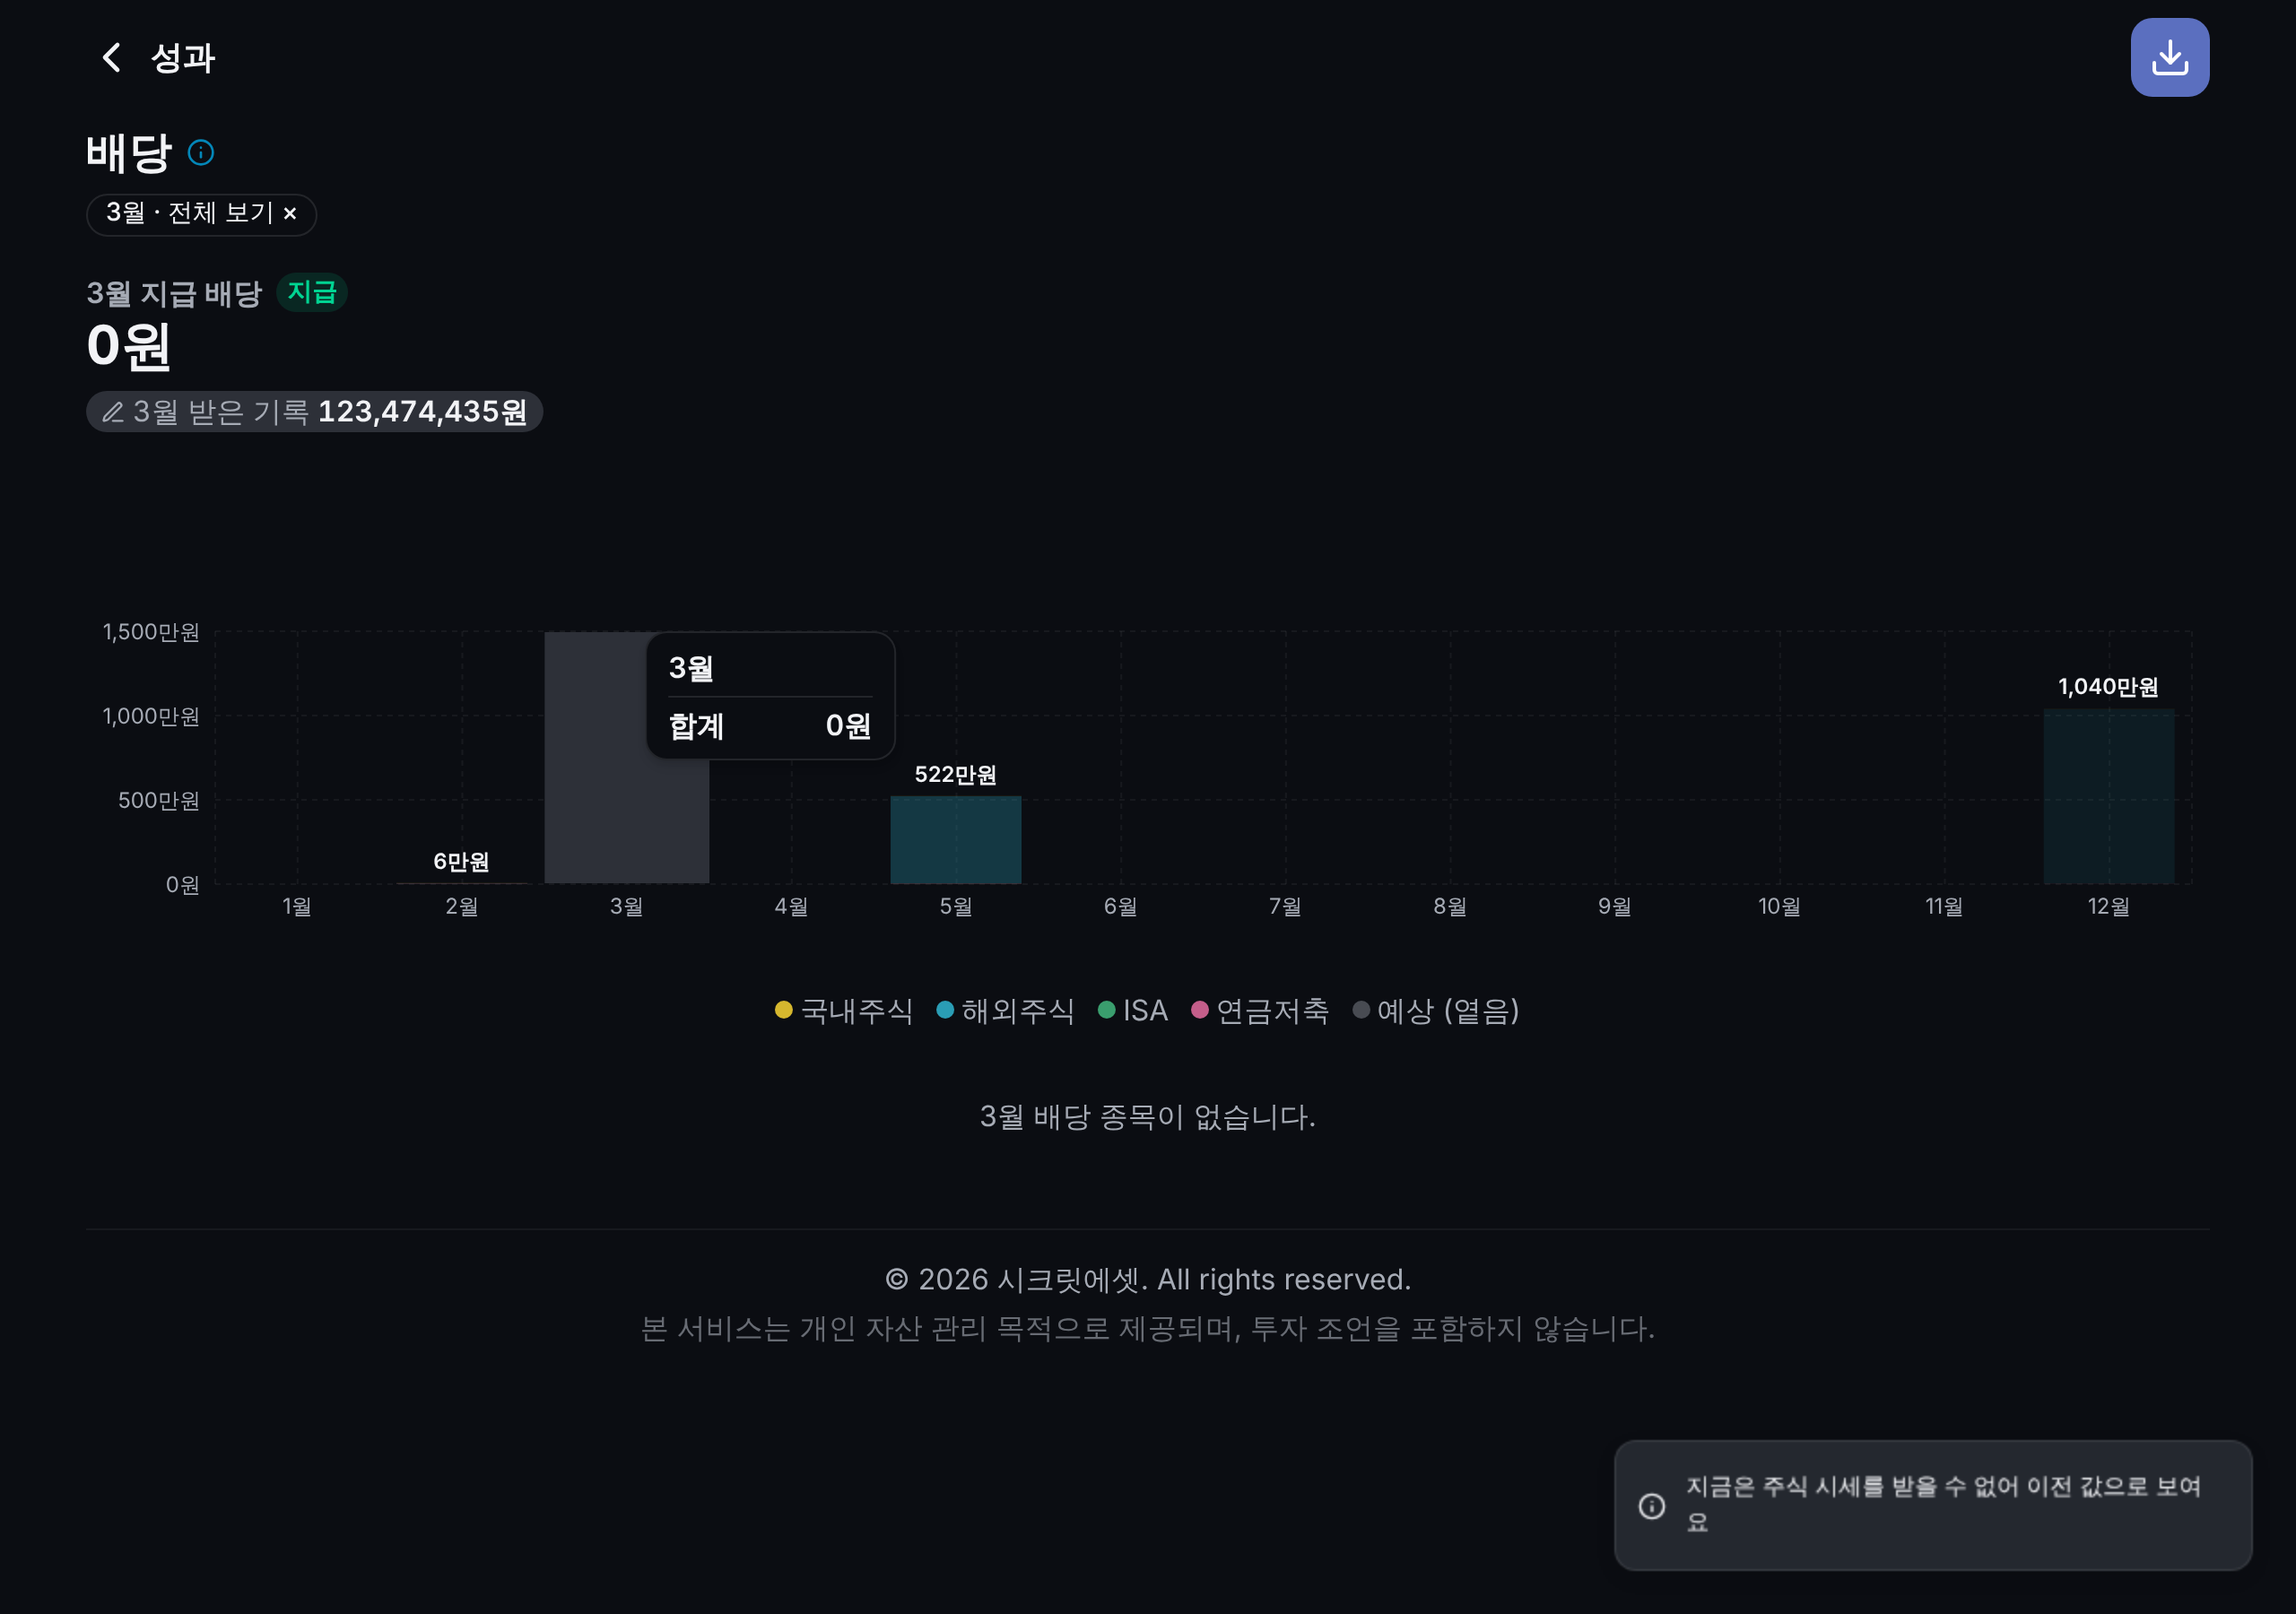 성과
배당
3월 · 전체 보기 ×
3월 지급 배당 지급
0원
3월 받은 기록 123,474,435원
1,500만원
1,000만원
500만원
0원
3월
합계 0원
6만원
522만원
1,040만원
1월 2월 3월 4월 5월 6월 7월 8월 9월 10월 11월 12월
국내주식 해외주식 ISA 연금저축 예상 (옅음)
3월 배당 종목이 없습니다.
© 2026 시크릿에셋. All rights reserved.
본 서비스는 개인 자산 관리 목적으로 제공되며, 투자 조언을 포함하지 않습니다.
지금은 주식 시세를 받을 수 없어 이전 값으로 보여
요